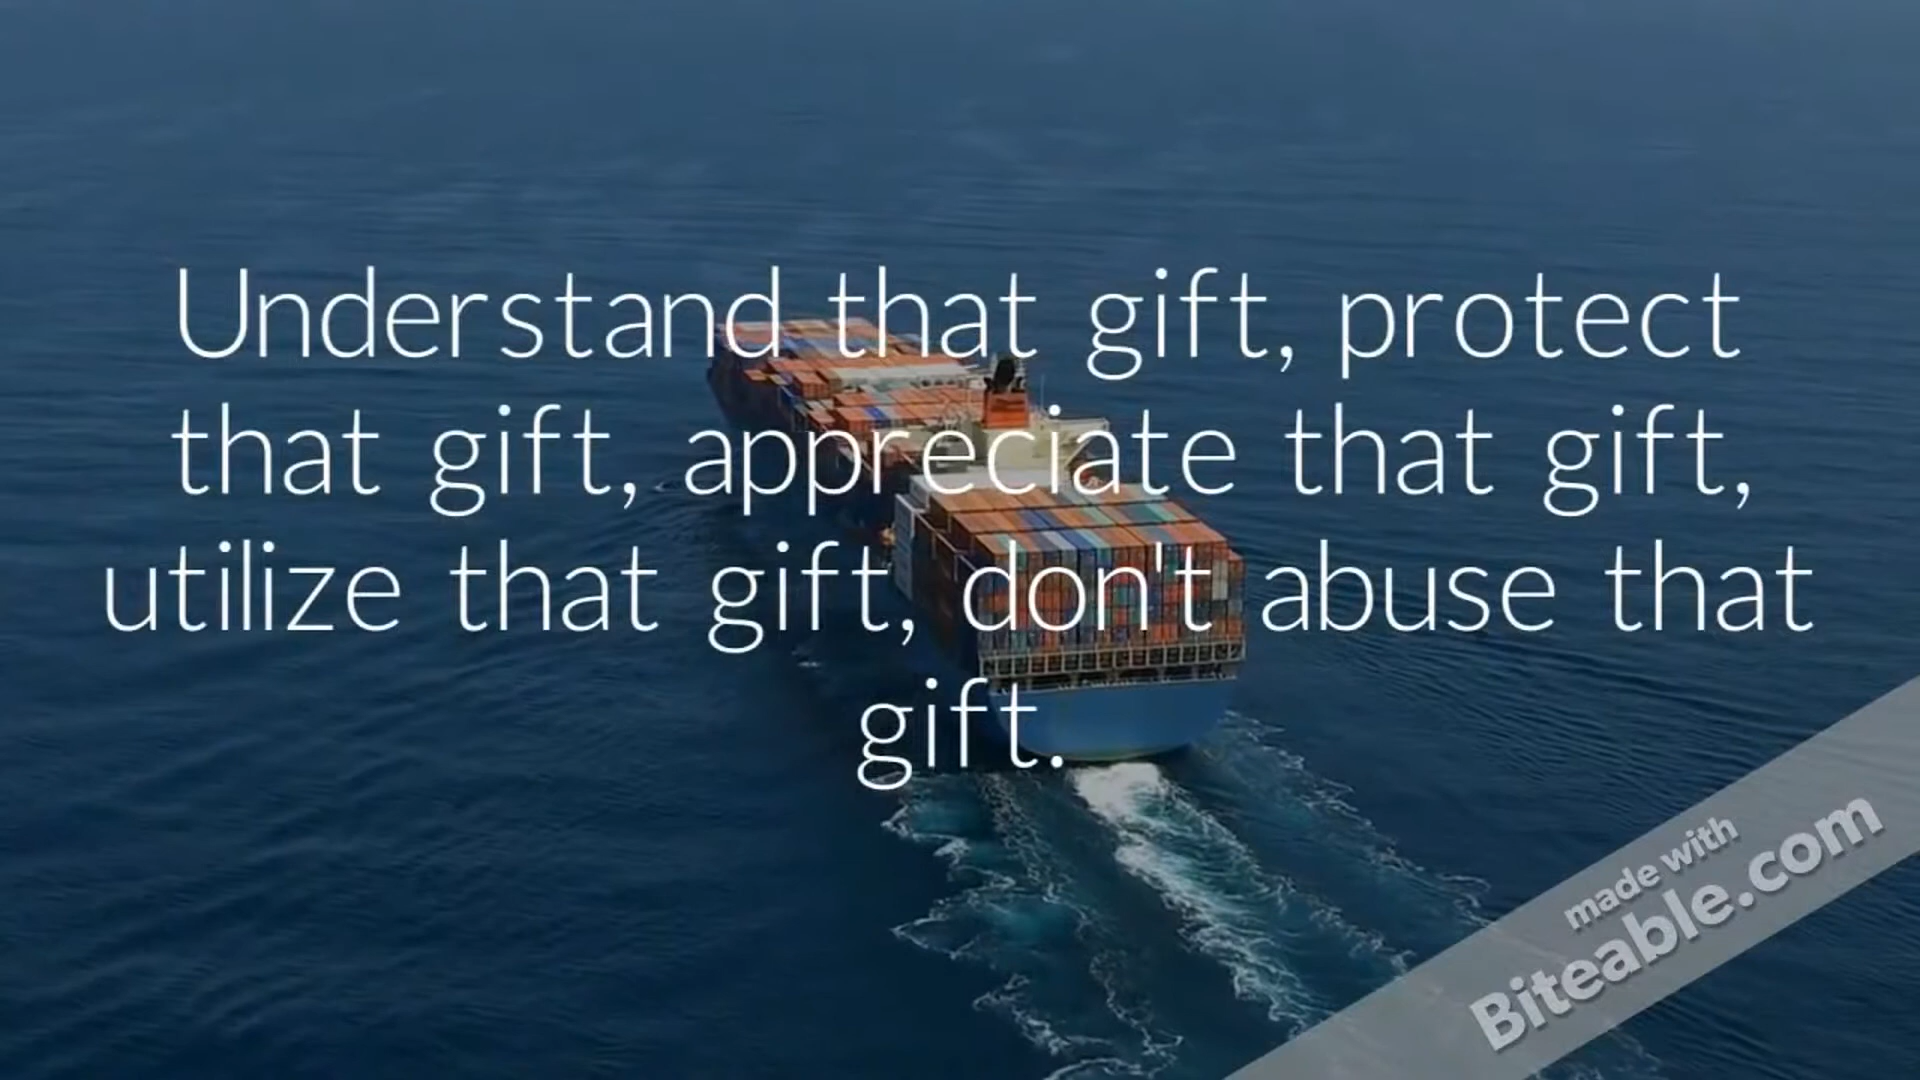 Understand that gift, protect
that gift, appreciate that gift,
utilize that gift, don't abuse that
gift.
made with
Biteable.com